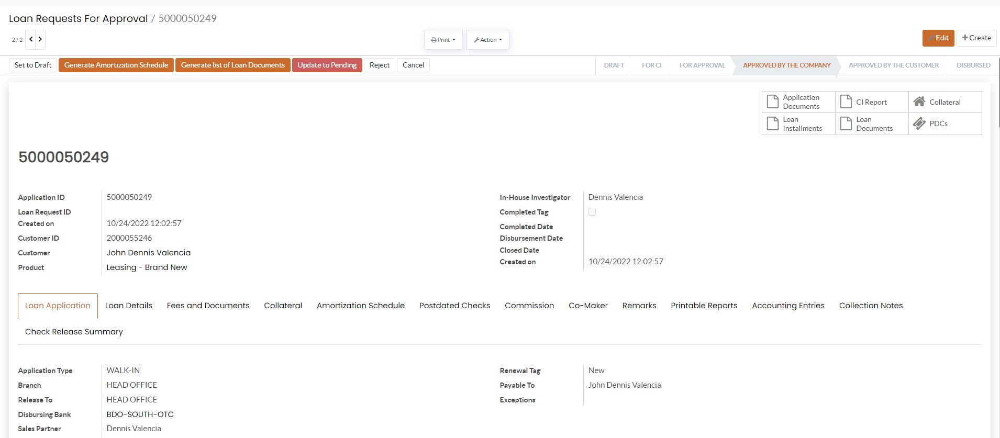 Loan Requests For Approval / 5000050249
2 / 2
Print
Action
Edit
Create
Set to Draft
Generate Amortization Schedule
Generate list of Loan Documents
Update to Pending
Reject
Cancel
DRAFT
FOR CI
FOR APPROVAL
APPROVED BY THE COMPANY
APPROVED BY THE CUSTOMER
DISBURSED
Application
Documents
CI Report
Collateral
Loan
Installments
Loan
Documents
PDCs
5000050249
Application ID 5000050249
Loan Request ID
Created on 10/24/2022 12:02:57
Customer ID 2000055246
Customer John Dennis Valencia
Product Leasing - Brand New
In-House Investigator Dennis Valencia
Completed Tag
Completed Date
Disbursement Date
Closed Date
Created on 10/24/2022 12:02:57
Loan Application
Loan Details
Fees and Documents
Collateral
Amortization Schedule
Postdated Checks
Commission
Co-Maker
Remarks
Printable Reports
Accounting Entries
Collection Notes
Check Release Summary
Application Type WALK-IN
Branch HEAD OFFICE
Release To HEAD OFFICE
Disbursing Bank BDO-SOUTH-OTC
Sales Partner Dennis Valencia
Renewal Tag New
Payable To John Dennis Valencia
Exceptions